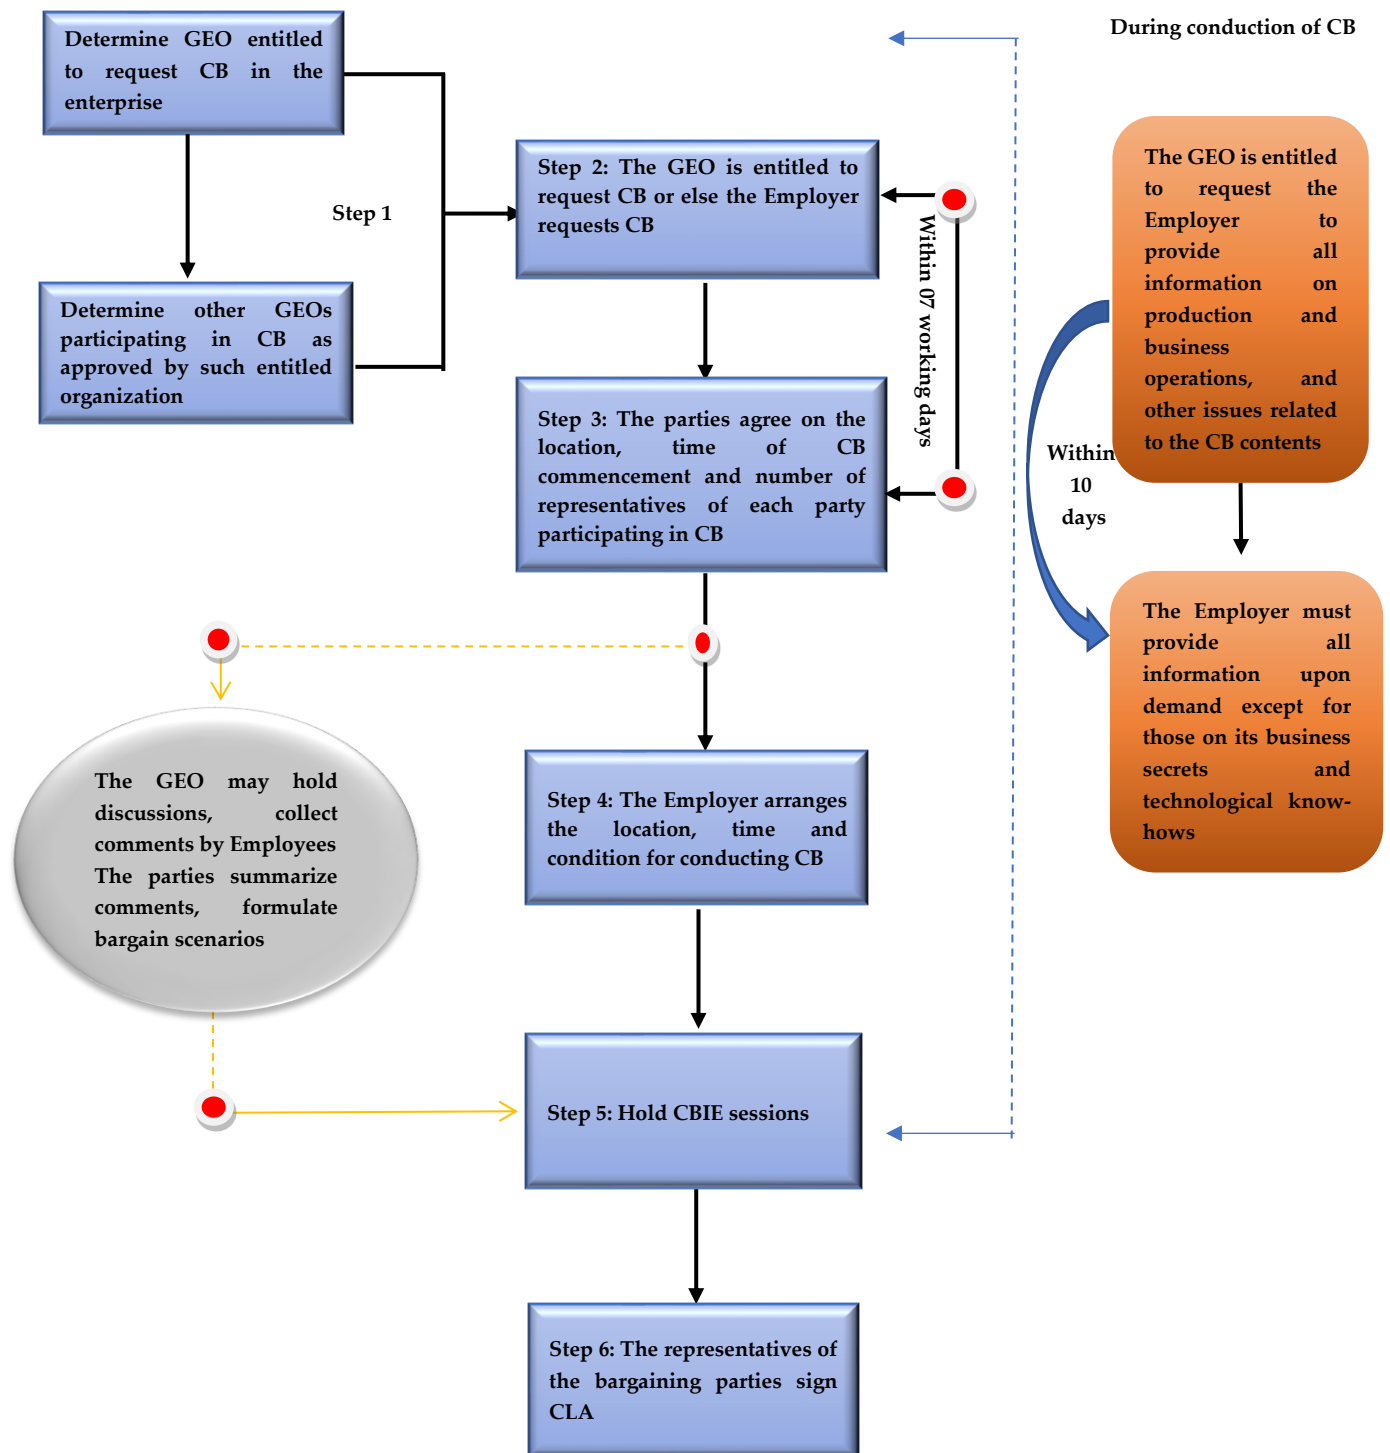 Determine GEO entitled
to request CB in the
enterprise
Step 1
Determine other GEOs
participating in CB as
approved by such entitled
organization
Step 2: The GEO is entitled to
request CB or else the Employer
requests CB
Within 07 working days
Step 3: The parties agree on the
location, time of CB
commencement and number of
representatives of each party
participating in CB
The GEO may hold
discussions, collect
comments by Employees
The parties summarize
comments, formulate
bargain scenarios
Step 4: The Employer arranges
the location, time and
condition for conducting CB
Step 5: Hold CBIE sessions
Step 6: The representatives of
the bargaining parties sign
CLA
During conduction of CB
The GEO is entitled
to request the
Employer to
provide all
information on
production and
business
operations, and
other issues related
to the CB contents
Within
10
days
The Employer must
provide all
information upon
demand except for
those on its business
secrets and
technological know-
hows